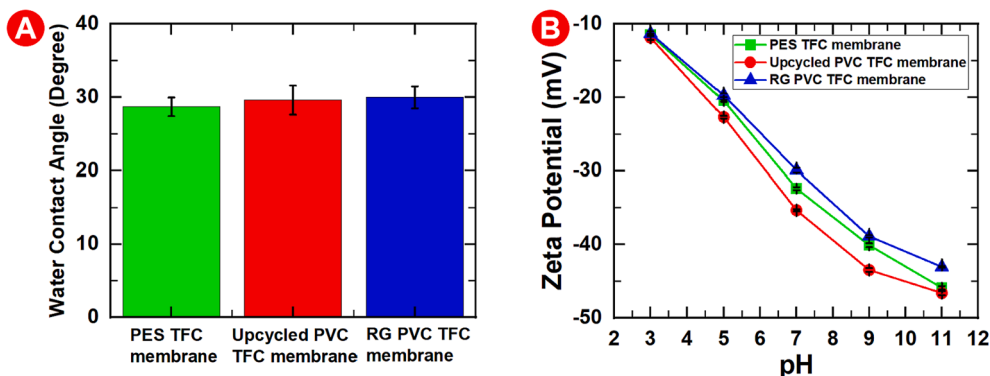 A
Water Contact Angle (Degree)
40
30
20
10
0
PES TFC
membrane
Upcycled PVC
TFC membrane
RG PVC TFC
membrane
B
Zeta Potential (mV)
-10
-20
-30
-40
-50
PES TFC membrane
Upcycled PVC TFC membrane
RG PVC TFC membrane
2 3 4 5 6 7 8 9 10 11 12
pH